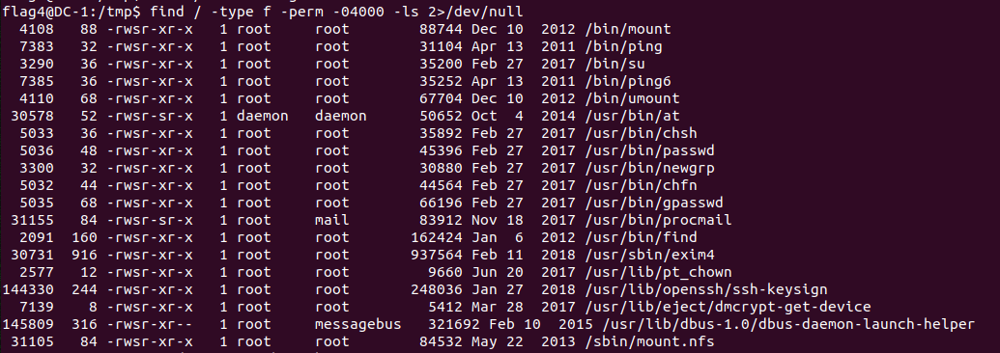 flag4@DC-1:/tmp$ find / -type f -perm -04000 -ls 2>/dev/null
4108 88 -rwsr-xr-x 1 root root 88744 Dec 10 2012 /bin/mount
7383 32 -rwsr-xr-x 1 root root 31104 Apr 13 2011 /bin/ping
3290 36 -rwsr-xr-x 1 root root 35200 Feb 27 2017 /bin/su
7385 36 -rwsr-xr-x 1 root root 35252 Apr 13 2011 /bin/ping6
4110 68 -rwsr-xr-x 1 root root 67704 Dec 10 2012 /bin/umount
30578 52 -rwsr-sr-x 1 daemon daemon 50652 Oct 4 2014 /usr/bin/at
5033 36 -rwsr-xr-x 1 root root 35892 Feb 27 2017 /usr/bin/chsh
5036 48 -rwsr-xr-x 1 root root 45396 Feb 27 2017 /usr/bin/passwd
3300 32 -rwsr-xr-x 1 root root 30880 Feb 27 2017 /usr/bin/newgrp
5032 44 -rwsr-xr-x 1 root root 44564 Feb 27 2017 /usr/bin/chfn
5035 68 -rwsr-xr-x 1 root root 66196 Feb 27 2017 /usr/bin/gpasswd
31155 84 -rwsr-sr-x 1 root mail 83912 Nov 18 2017 /usr/bin/procmail
2091 160 -rwsr-xr-x 1 root root 162424 Jan 6 2012 /usr/bin/find
30731 916 -rwsr-xr-x 1 root root 937564 Feb 11 2018 /usr/sbin/exim4
2577 12 -rwsr-xr-x 1 root root 9660 Jun 20 2017 /usr/lib/pt_chown
144330 244 -rwsr-xr-x 1 root root 248036 Jan 27 2018 /usr/lib/openssh/ssh-keysign
7139 8 -rwsr-xr-x 1 root root 5412 Mar 28 2017 /usr/lib/eject/dmcrypt-get-device
145809 316 -rwsr-xr-- 1 root messagebus 321692 Feb 10 2015 /usr/lib/dbus-1.0/dbus-daemon-launch-helper
31105 84 -rwsr-xr-x 1 root root 84532 May 22 2013 /sbin/mount.nfs